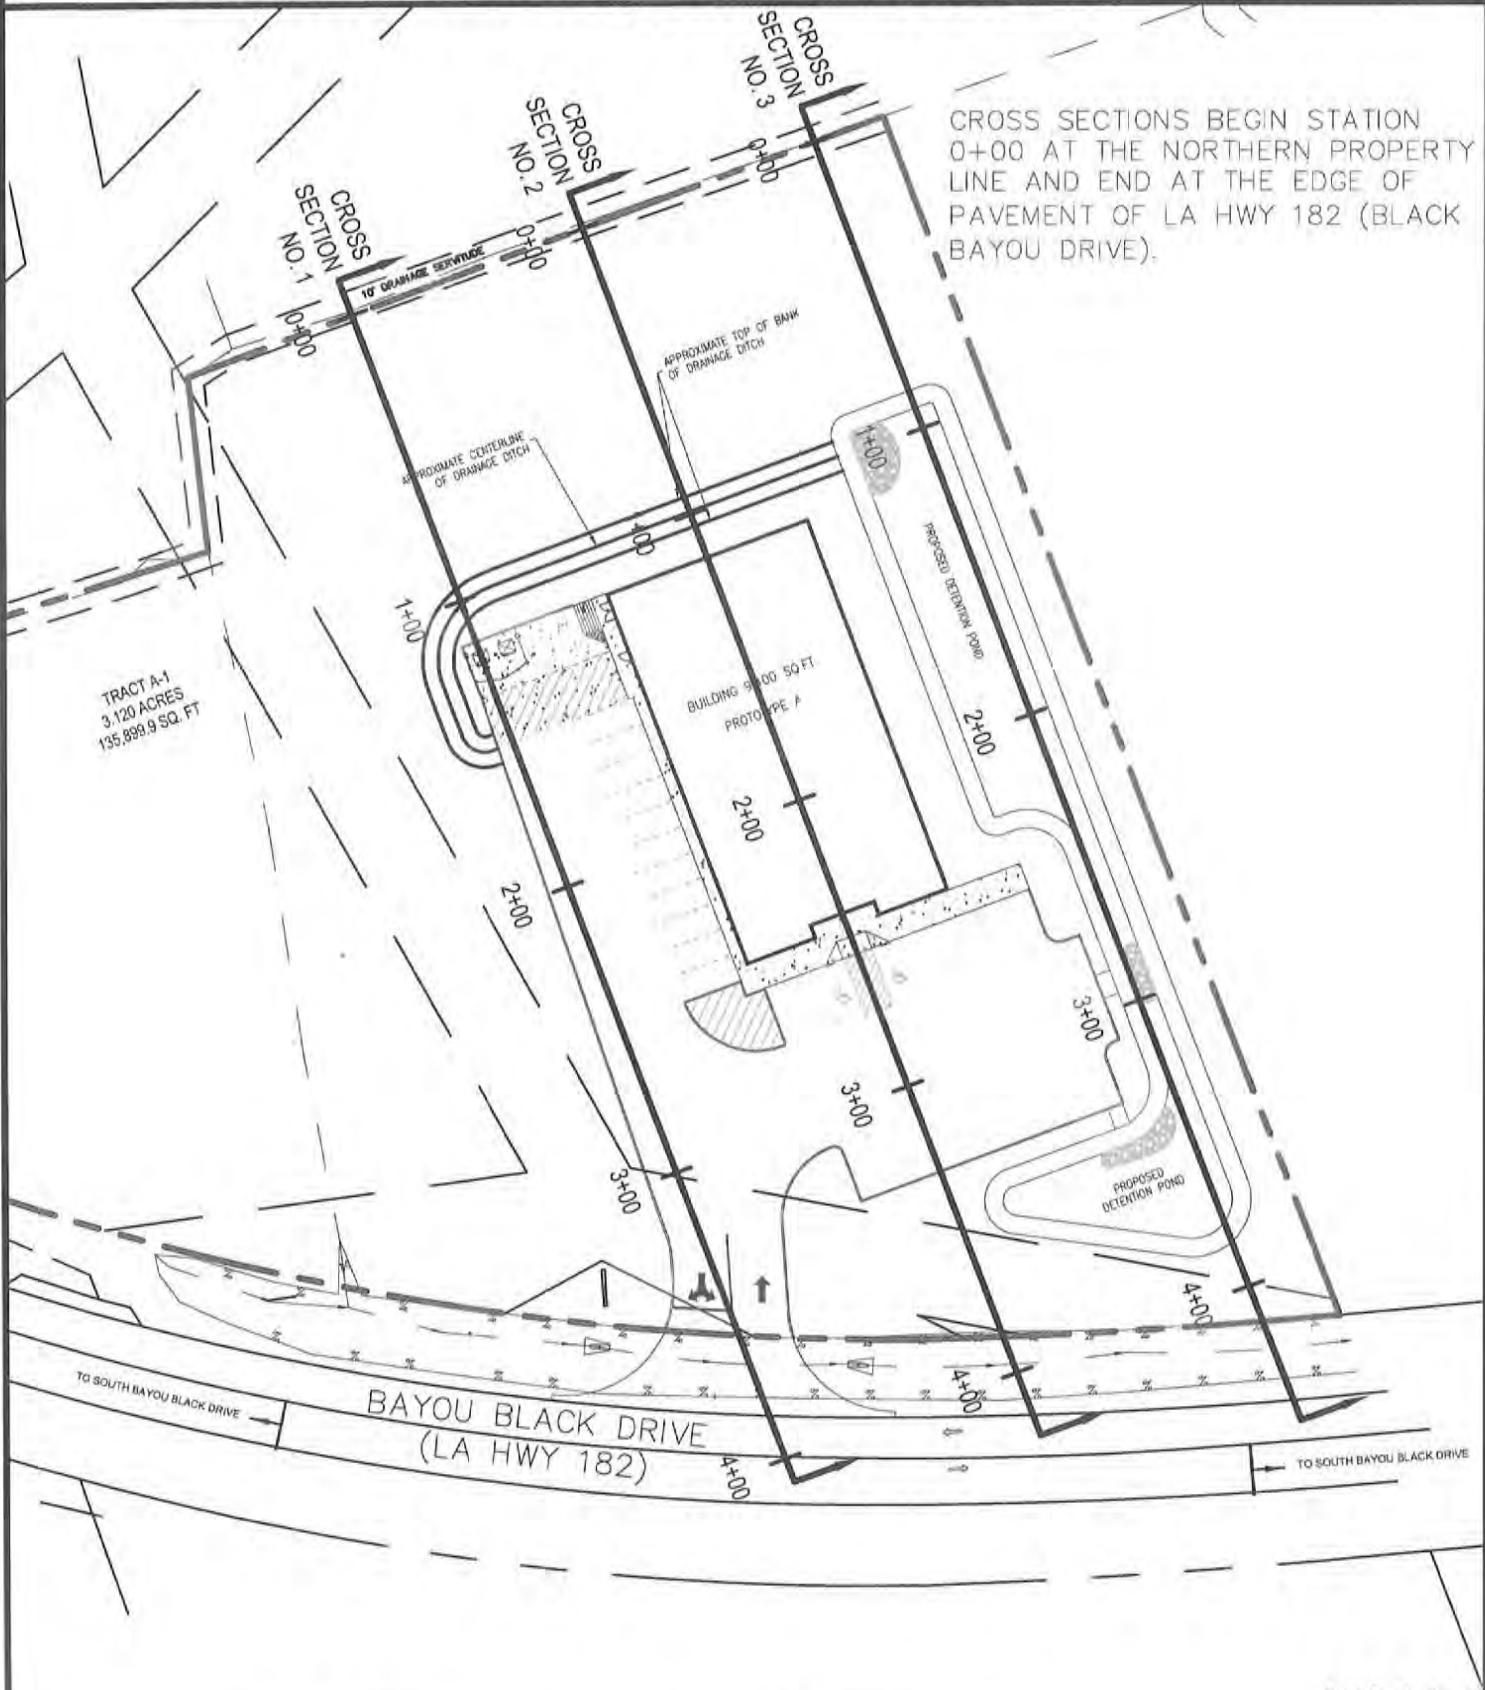 CROSS
SECTION
NO. 3
CROSS
SECTION
NO. 2
CROSS
SECTION
NO. 1
CROSS SECTIONS BEGIN STATION
0+00 AT THE NORTHERN PROPERTY
LINE AND END AT THE EDGE OF
PAVEMENT OF LA HWY 182 (BLACK
BAYOU DRIVE).
0+00
0+00
0+00
10' DRAINAGE SERVITUDE
APPROXIMATE TOP OF BANK
OF DRAINAGE DITCH
APPROXIMATE CENTERLINE
OF DRAINAGE DITCH
1+00
1+00
1+00
PROPOSED DETENTION POND
TRACT A-1
3.120 ACRES
135,899.9 SQ. FT
BUILDING 9,100 SQ FT
PROTOTYPE A
2+00
2+00
2+00
3+00
3+00
3+00
PROPOSED
DETENTION POND
4+00
4+00
4+00
TO SOUTH BAYOU BLACK DRIVE
BAYOU BLACK DRIVE
(LA HWY 182)
TO SOUTH BAYOU BLACK DRIVE